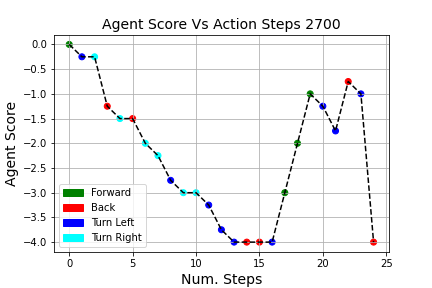 Agent Score Vs Action Steps 2700
0.0
−0.5
−1.0
−1.5
−2.0
−2.5
−3.0
−3.5
−4.0
Agent Score
Forward
Back
Turn Left
Turn Right
0 5 10 15 20 25
Num. Steps